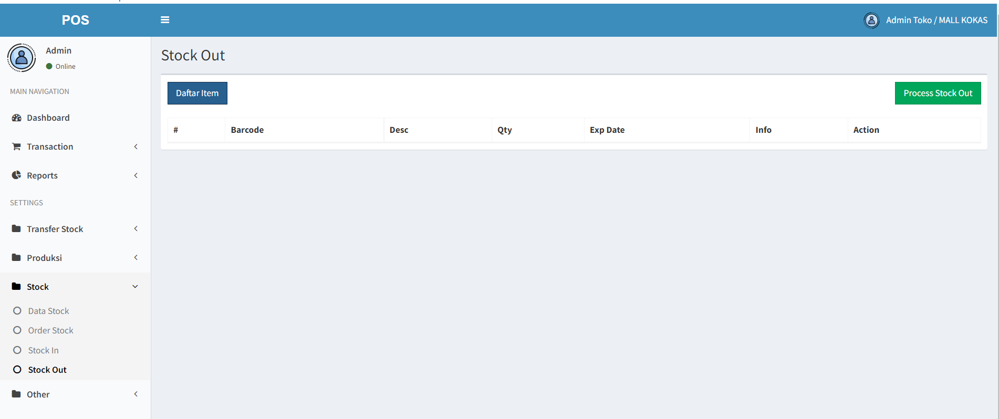 POS
Admin Toko / MALL KOKAS
Admin
Online
MAIN NAVIGATION
Dashboard
Transaction
Reports
SETTINGS
Transfer Stock
Produksi
Stock
Data Stock
Order Stock
Stock In
Stock Out
Other
Stock Out
Daftar Item
Process Stock Out
# Barcode Desc Qty Exp Date Info Action